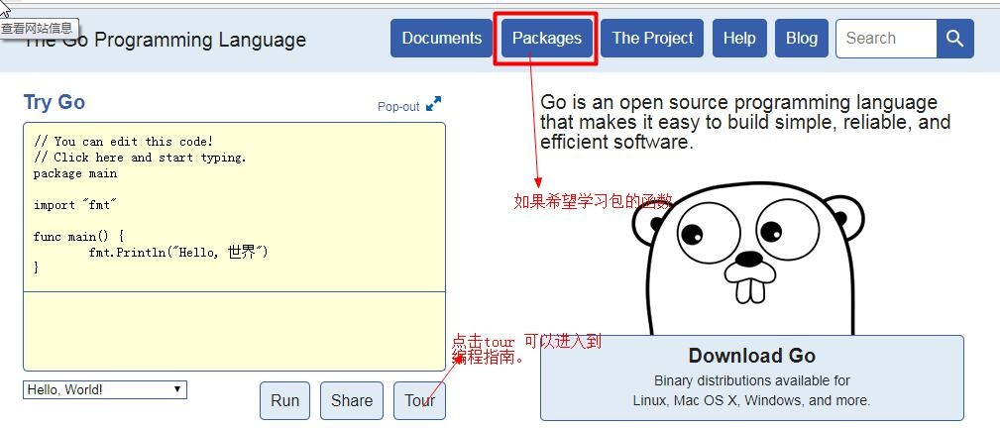 查看网站信息
The Go Programming Language
Documents
Packages
The Project
Help
Blog
Search
Try Go
Pop-out
// You can edit this code!
// Click here and start typing.
package main
import "fmt"
func main() {
fmt.Println("Hello, 世界")
}
Hello, World!
Run
Share
Tour
点击tour 可以进入到
编程指南。
Go is an open source programming language
that makes it easy to build simple, reliable, and
efficient software.
如果希望学习包的函数
Download Go
Binary distributions available for
Linux, Mac OS X, Windows, and more.